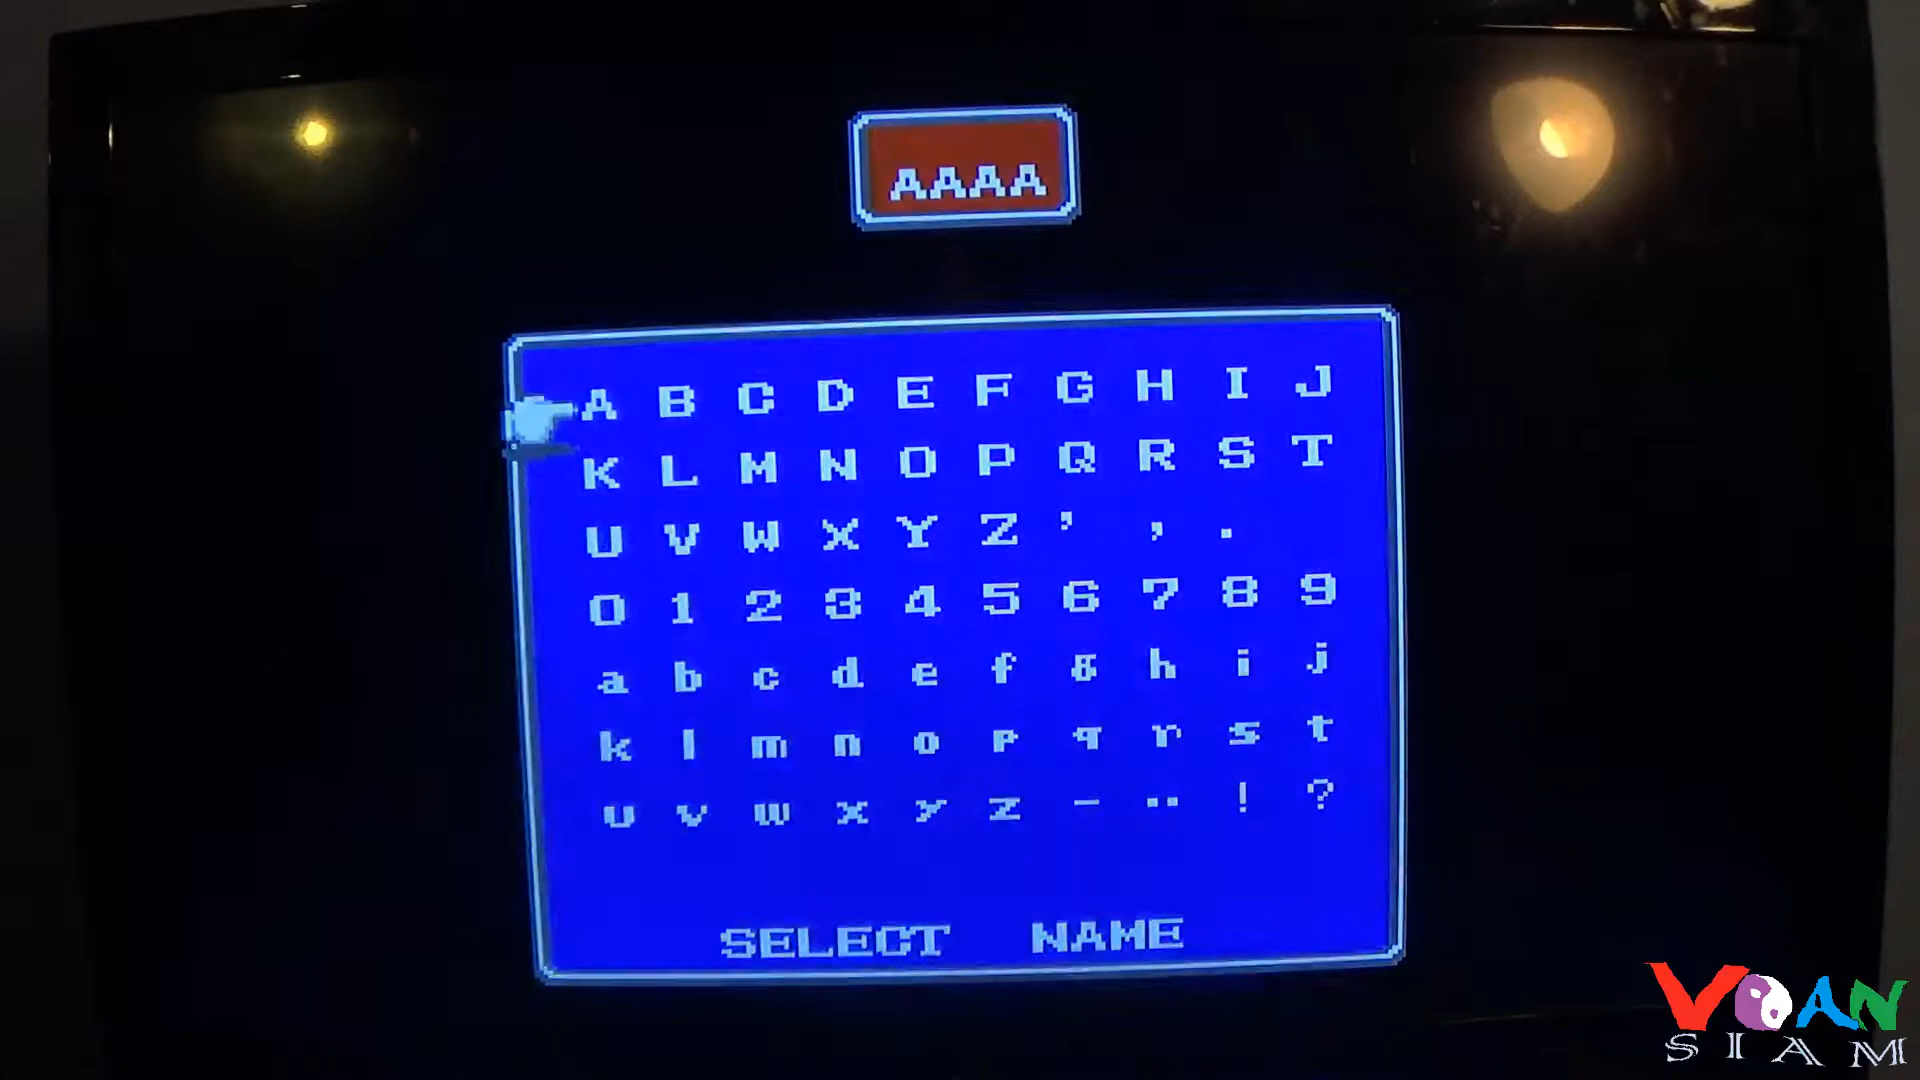 AAAA
A B C D E F G H I J
K L M N O P Q R S T
U V W X Y Z ' , .
0 1 2 3 4 5 6 7 8 9
a b c d e f g h i j
k l m n o p q r s t
u v w x y z - .. ! ?
SELECT NAME
VOAN
SIAM